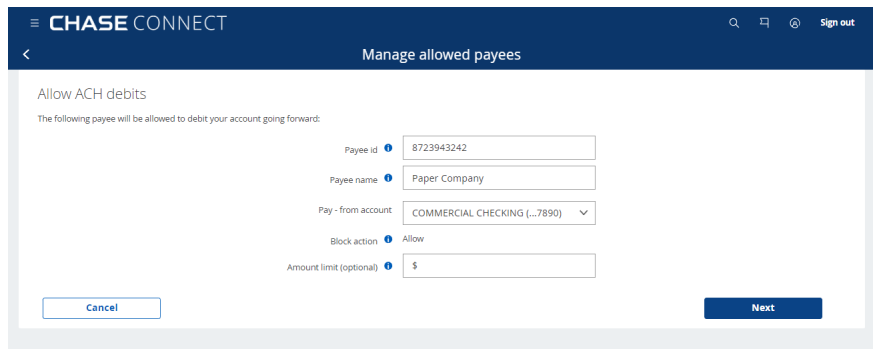 CHASE CONNECT
Sign out
Manage allowed payees
Allow ACH debits
The following payee will be allowed to debit your account going forward:
Payee id 8723943242
Payee name Paper Company
Pay - from account COMMERCIAL CHECKING (...7890)
Block action Allow
Amount limit (optional) $
Cancel
Next